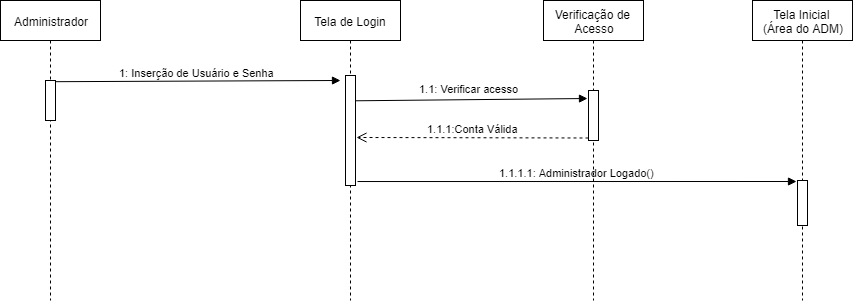 Administrador
Tela de Login
Verificação de
Acesso
Tela Inicial
(Área do ADM)
1: Inserção de Usuário e Senha
1.1: Verificar acesso
1.1.1:Conta Válida
1.1.1.1: Administrador Logado()